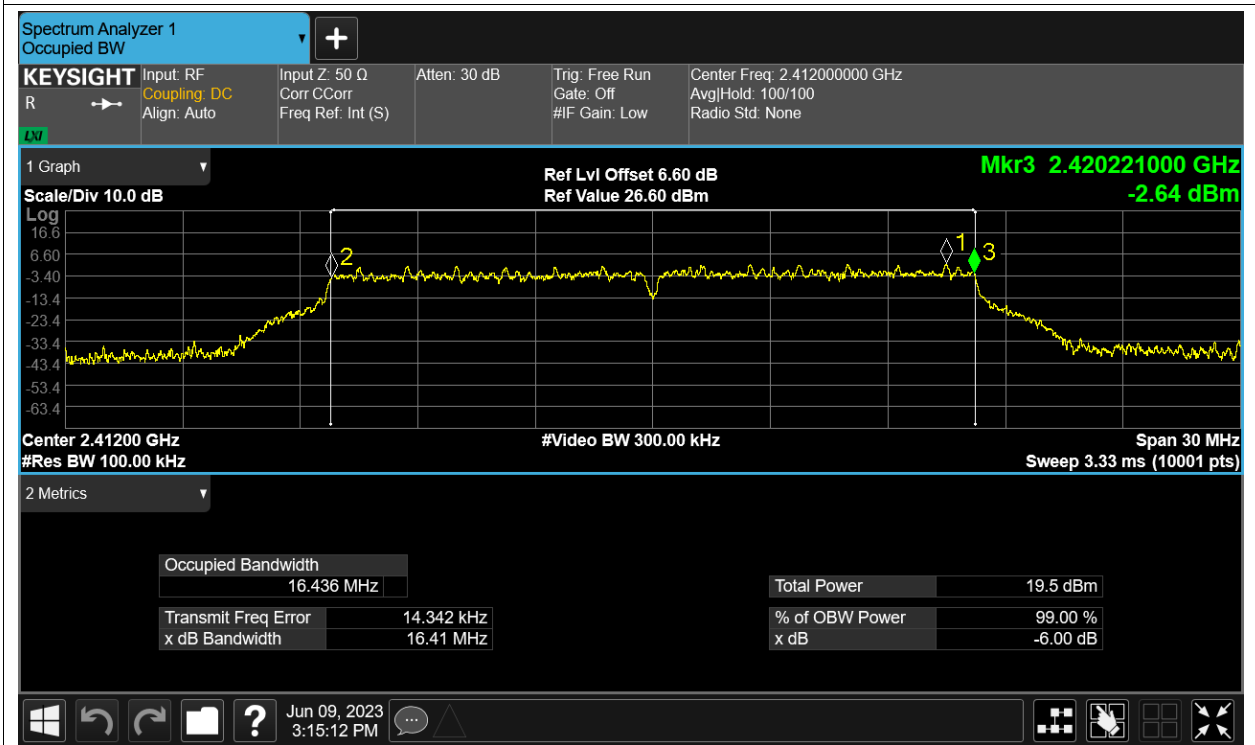 Spectrum Analyzer 1
Occupied BW
+
KEYSIGHT
R
LXI
Input: RF
Coupling: DC
Align: Auto
Input Z: 50 Ω
Corr CCorr
Freq Ref: Int (S)
Atten: 30 dB
Trig: Free Run
Gate: Off
#IF Gain: Low
Center Freq: 2.412000000 GHz
Avg|Hold: 100/100
Radio Std: None
1 Graph
Scale/Div 10.0 dB
Ref Lvl Offset 6.60 dB
Ref Value 26.60 dBm
Mkr3 2.420221000 GHz
-2.64 dBm
Log
16.6
6.60
-3.40
-13.4
-23.4
-33.4
-43.4
-53.4
-63.4
2
1
3
Center 2.41200 GHz
#Res BW 100.00 kHz
#Video BW 300.00 kHz
Span 30 MHz
Sweep 3.33 ms (10001 pts)
2 Metrics
Occupied Bandwidth
16.436 MHz
Transmit Freq Error 14.342 kHz
x dB Bandwidth 16.41 MHz
Total Power 19.5 dBm
% of OBW Power 99.00 %
x dB -6.00 dB
?
Jun 09, 2023
3:15:12 PM